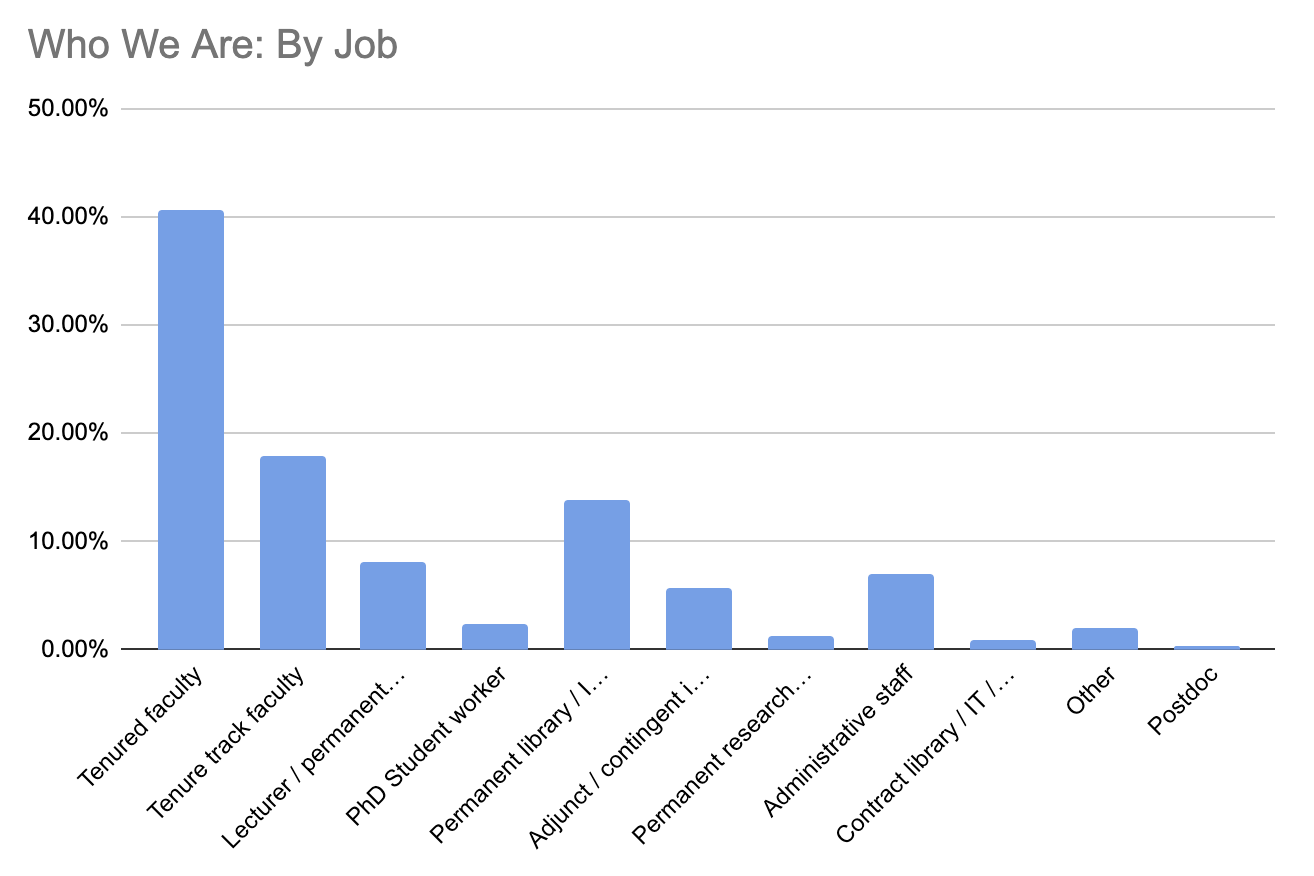 Who We Are: By Job
50.00%
40.00%
30.00%
20.00%
10.00%
0.00%
Tenured faculty
Tenure track faculty
Lecturer / permanent…
PhD Student worker
Permanent library / I…
Adjunct / contingent i…
Permanent research…
Administrative staff
Contract library / IT /…
Other
Postdoc